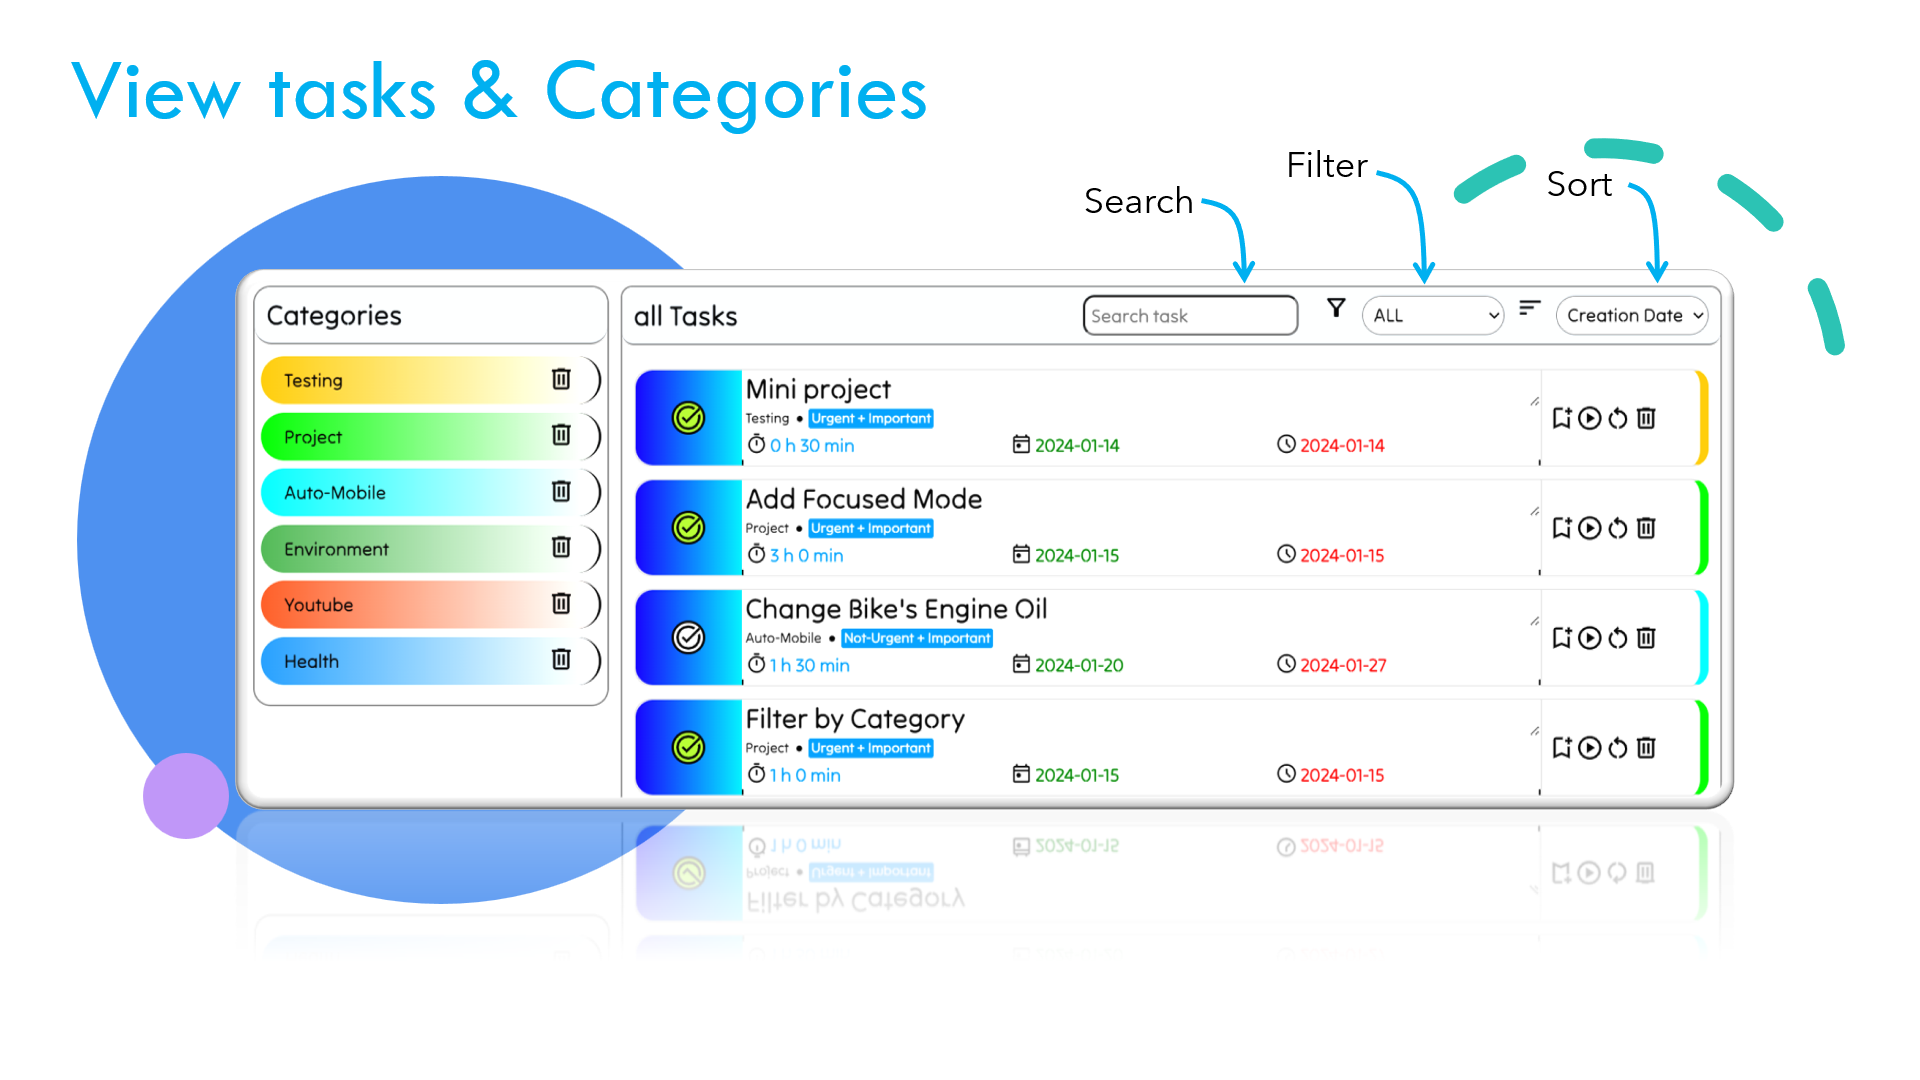 View tasks & Categories
Search
Filter
Sort
Categories
Testing
Project
Auto-Mobile
Environment
Youtube
Health
all Tasks
Search task
ALL
Creation Date
Mini project
Testing • Urgent + Important
0 h 30 min 2024-01-14 2024-01-14
Add Focused Mode
Project • Urgent + Important
3 h 0 min 2024-01-15 2024-01-15
Change Bike's Engine Oil
Auto-Mobile • Not-Urgent + Important
1 h 30 min 2024-01-20 2024-01-27
Filter by Category
Project • Urgent + Important
1 h 0 min 2024-01-15 2024-01-15